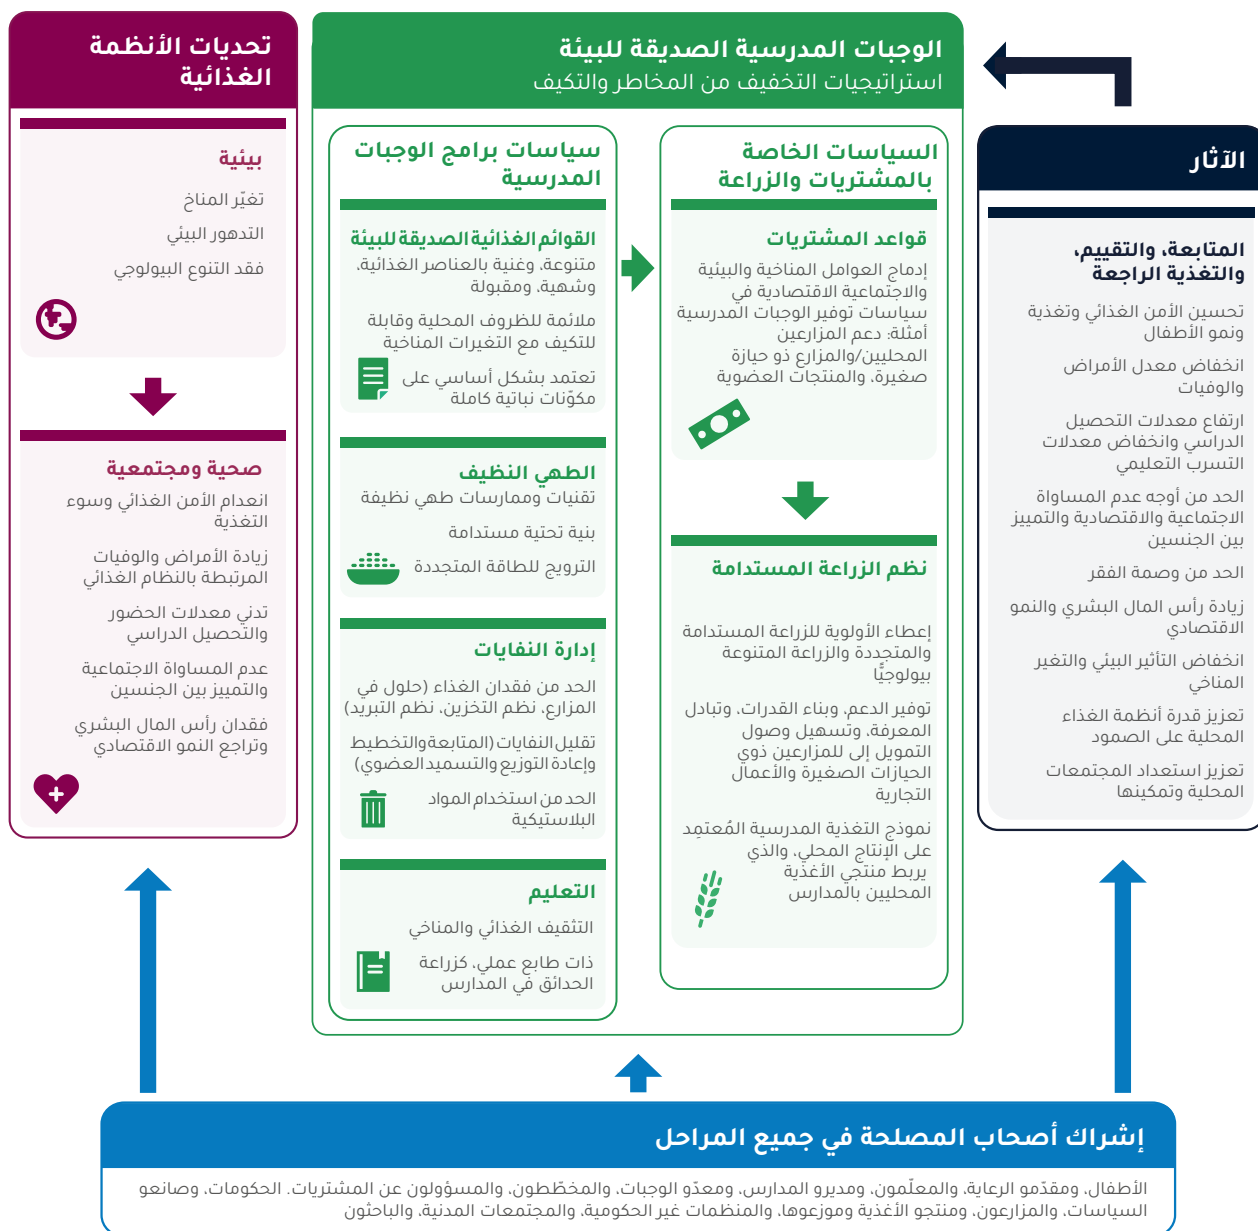 تحديات الأنظمة
الغذائية
بيئية
تغيّر المناخ
التدهور البيئي
فقد التنوع البيولوجي
صحية ومجتمعية
انعدام الأمن الغذائي وسوء
التغذية
زيادة الأمراض والوفيات
المرتبطة بالنظام الغذائي
تدني معدلات الحضور
والتحصيل الدراسي
عدم المساواة الاجتماعية
والتمييز بين الجنسين
فقدان رأس المال البشري
وتراجع النمو الاقتصادي
الوجبات المدرسية الصديقة للبيئة
استراتيجيات التخفيف من المخاطر والتكيف
سياسات برامج الوجبات
المدرسية
القوائم الغذائية الصديقة للبيئة
متنوعة، وغنية بالعناصر الغذائية،
وشهية، ومقبولة
ملائمة للظروف المحلية وقابلة
للتكيف مع التغيرات المناخية
تعتمد بشكل أساسي على
مكوّنات نباتية كاملة
الطهي النظيف
تقنيات وممارسات طهي نظيفة
بنية تحتية مستدامة
الترويج للطاقة المتجددة
إدارة النفايات
الحد من فقدان الغذاء (حلول في
المزارع، نظم التخزين، نظم التبريد)
تقليل النفايات (المتابعة والتخطيط
وإعادة التوزيع والتسميد العضوي)
الحد من استخدام المواد
البلاستيكية
التعليم
التثقيف الغذائي والمناخي
ذات طابع عملي، كزراعة
الحدائق في المدارس
السياسات الخاصة
بالمشتريات والزراعة
قواعد المشتريات
إدماج العوامل المناخية والبيئية
والاجتماعية الاقتصادية في
سياسات توفير الوجبات المدرسية
أمثلة: دعم المزارعين
المحليين/والمزارع ذو حيازة
صغيرة، والمنتجات العضوية
نظم الزراعة المستدامة
إعطاء الأولوية للزراعة المستدامة
والمتجددة والزراعة المتنوعة
بيولوجيًّا
توفير الدعم، وبناء القدرات، وتبادل
المعرفة، وتسهيل وصول
التمويل إلى للمزارعين ذوي
الحيازات الصغيرة والأعمال
التجارية
نموذج التغذية المدرسية المُعتمِد
على الإنتاج المحلي، والذي
يربط منتجي الأغذية
المحليين بالمدارس
الآثار
المتابعة، والتقييم،
والتغذية الراجعة
تحسين الأمن الغذائي وتغذية
ونمو الأطفال
انخفاض معدل الأمراض
والوفيات
ارتفاع معدلات التحصيل
الدراسي وانخفاض معدلات
التسرب التعليمي
الحد من أوجه عدم المساواة
الاجتماعية والاقتصادية والتمييز
بين الجنسين
الحد من وصمة الفقر
زيادة رأس المال البشري والنمو
الاقتصادي
انخفاض التأثير البيئي والتغير
المناخي
تعزيز قدرة أنظمة الغذاء
المحلية على الصمود
تعزيز استعداد المجتمعات
المحلية وتمكينها
إشراك أصحاب المصلحة في جميع المراحل
الأطفال، ومقدّمو الرعاية، والمعلّمون، ومديرو المدارس، ومعدّو الوجبات، والمخطّطون، والمسؤولون عن المشتريات. الحكومات، وصانعو
السياسات، والمزارعون، ومنتجو الأغذية وموزعوها، والمنظمات غير الحكومية، والمجتمعات المدنية، والباحثون